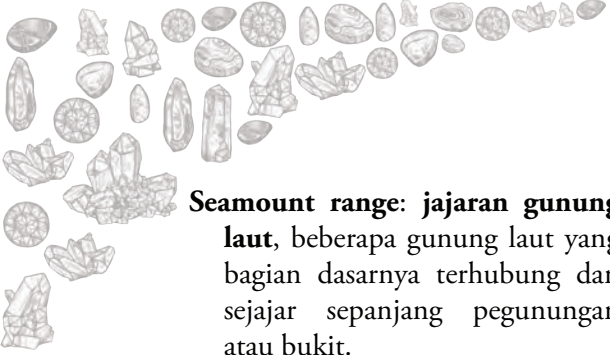 Seamount range: jajaran gunung
laut, beberapa gunung laut yang
bagian dasarnya terhubung dan
sejajar sepanjang pegunungan
atau bukit.